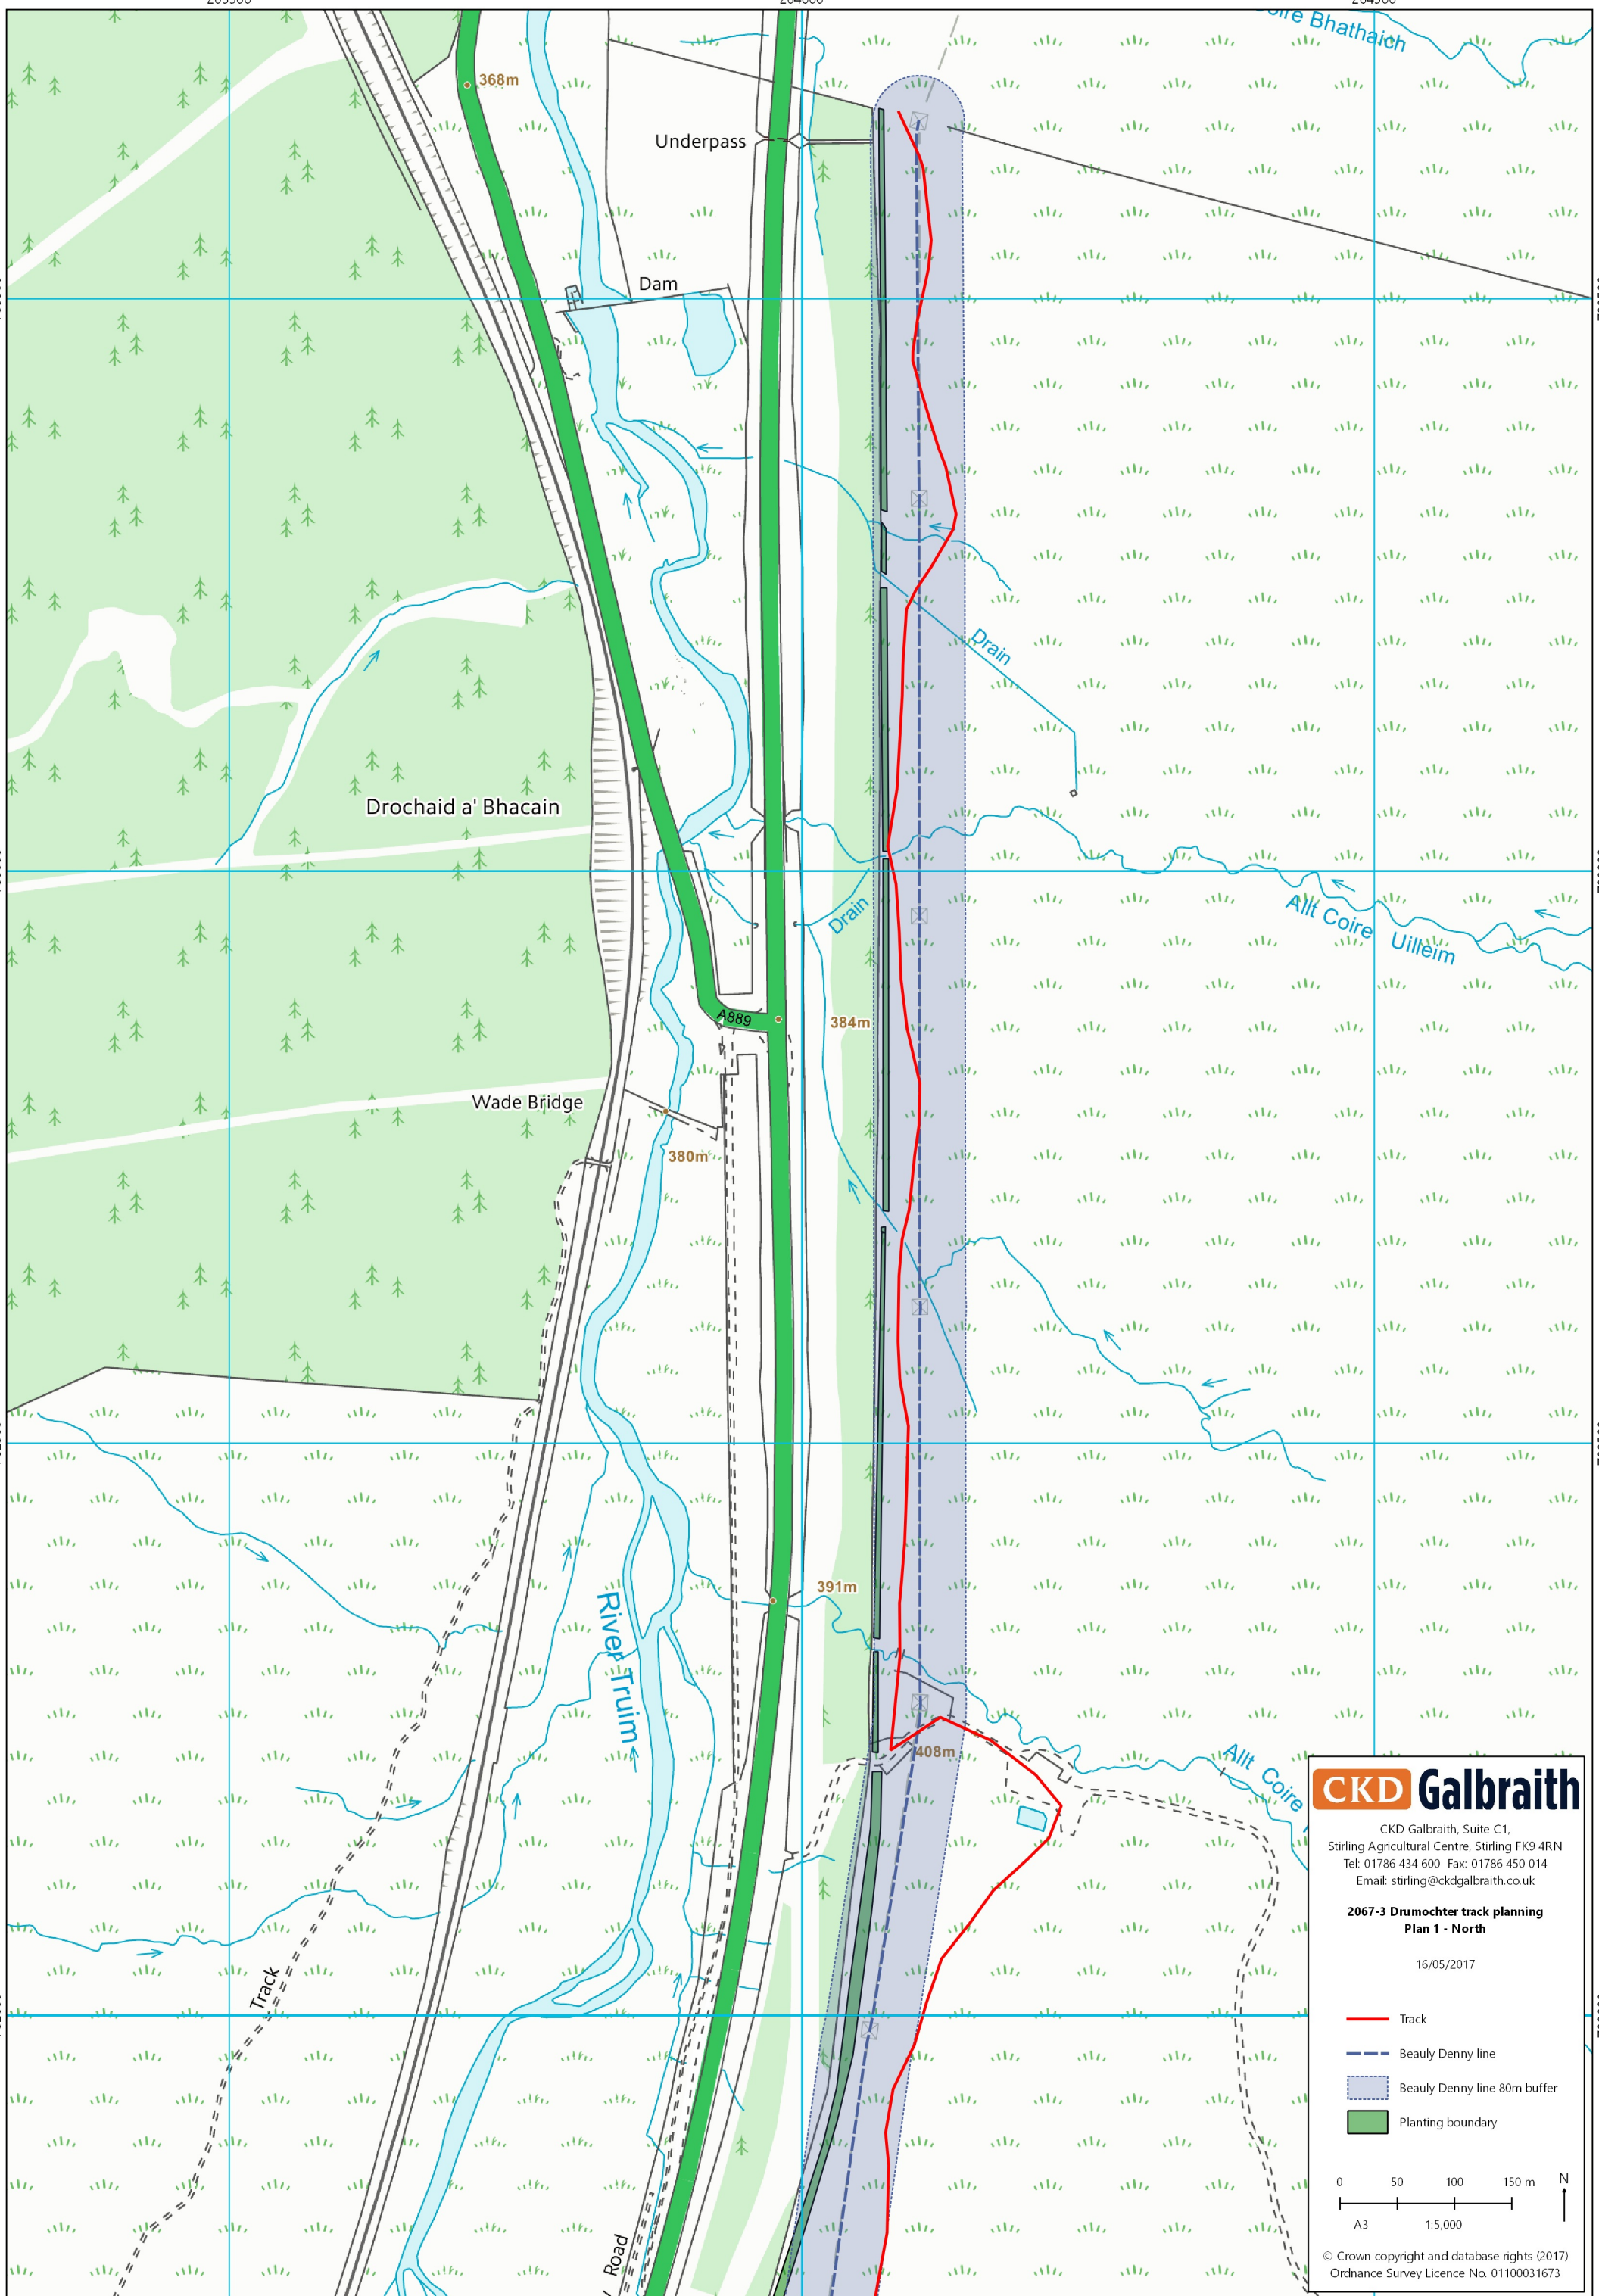 Coire Bhathaich
368m
Underpass
Dam
Drain
Drochaid a' Bhacain
Drain
Allt Coire Uilleim
A889
384m
Wade Bridge
380m
391m
River Truim
408m
Allt Coire
Track
Road
CKD Galbraith
CKD Galbraith, Suite C1,
Stirling Agricultural Centre, Stirling FK9 4RN
Tel: 01786 434 600 Fax: 01786 450 014
Email: stirling@ckdgalbraith.co.uk
2067-3 Drumochter track planning
Plan 1 - North
16/05/2017
Track
Beauly Denny line
Beauly Denny line 80m buffer
Planting boundary
0 50 100 150 m N
A3 1:5,000
© Crown copyright and database rights (2017)
Ordnance Survey Licence No. 01100031673